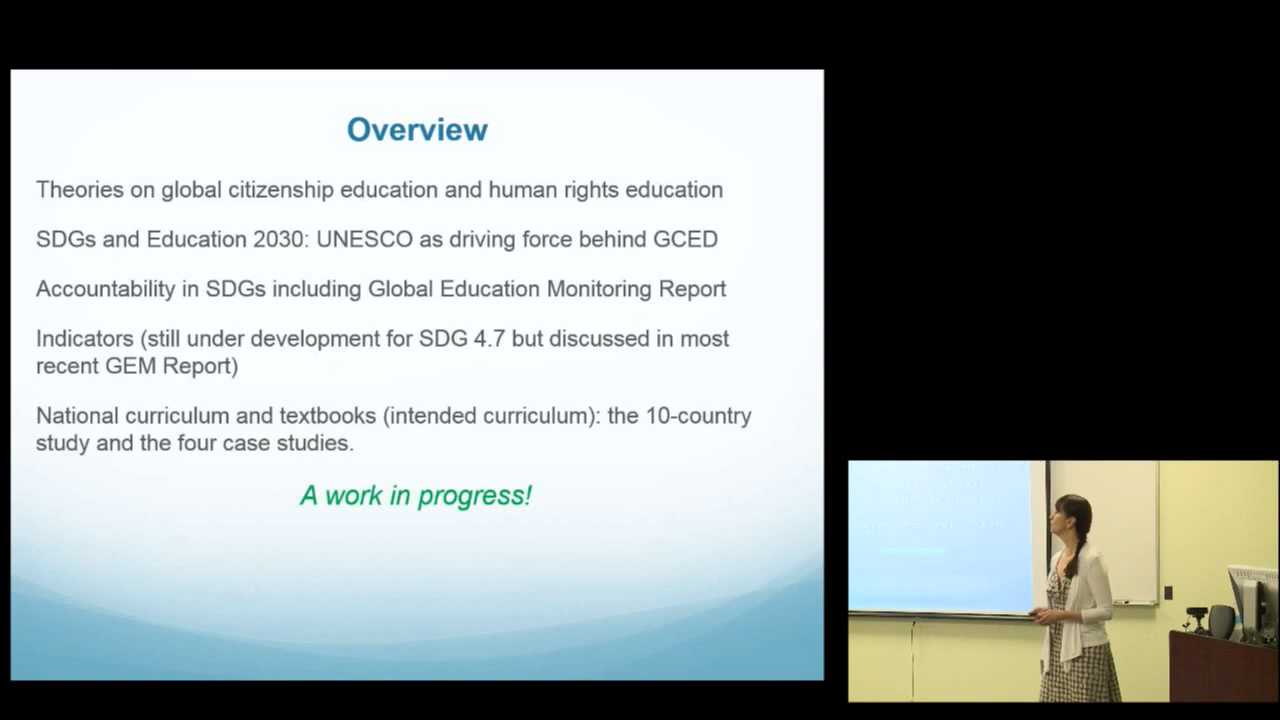 Overview
Theories on global citizenship education and human rights education
SDGs and Education 2030: UNESCO as driving force behind GCED
Accountability in SDGs including Global Education Monitoring Report
Indicators (still under development for SDG 4.7 but discussed in most
recent GEM Report)
National curriculum and textbooks (intended curriculum): the 10-country
study and the four case studies.
A work in progress!